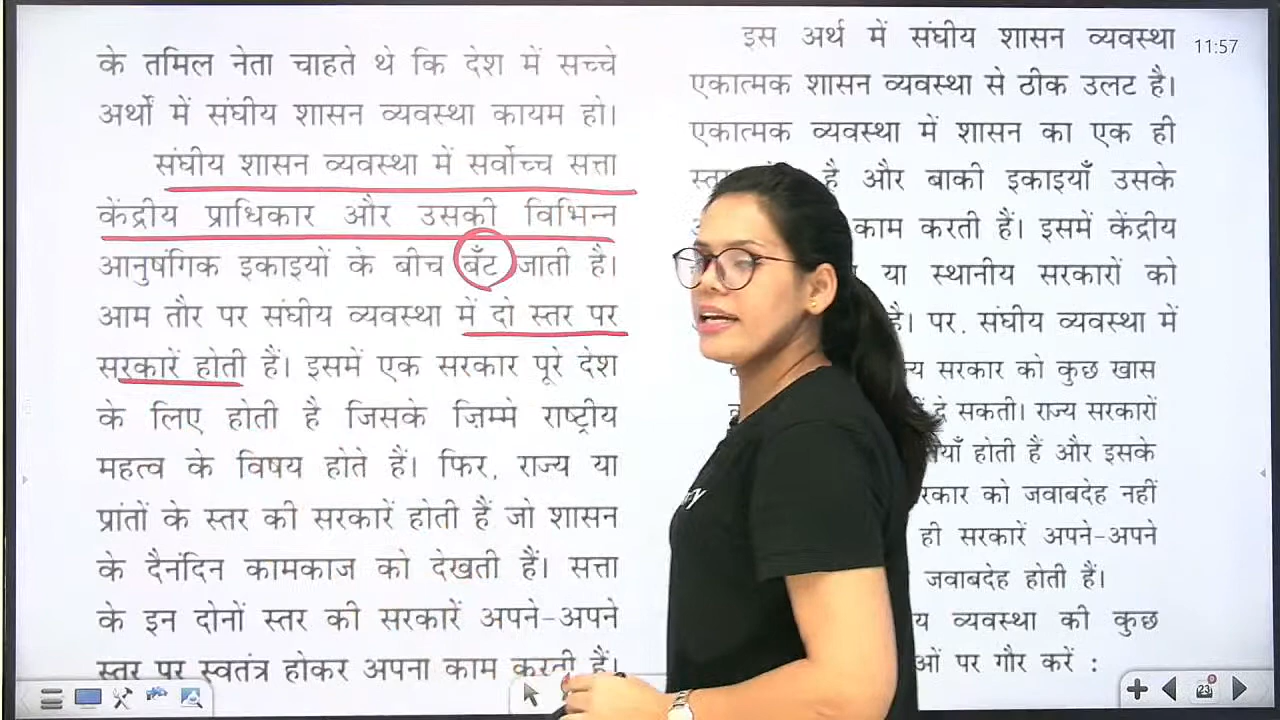 के तमिल नेता चाहते थे कि देश में सच्चे
अर्थों में संघीय शासन व्यवस्था कायम हो।
संघीय शासन व्यवस्था में सर्वोच्च सत्ता
केंद्रीय प्राधिकार और उसकी विभिन्न
आनुषंगिक इकाइयों के बीच बँट जाती है।
आम तौर पर संघीय व्यवस्था में दो स्तर पर
सरकारें होती हैं। इसमें एक सरकार पूरे देश
के लिए होती है जिसके जिम्मे राष्ट्रीय
महत्व के विषय होते हैं। फिर, राज्य या
प्रांतों के स्तर की सरकारें होती हैं जो शासन
के दैनंदिन कामकाज को देखती हैं। सत्ता
के इन दोनों स्तर की सरकारें अपने-अपने
स्तर पर स्वतंत्र होकर अपना काम करती हैं।
इस अर्थ में संघीय शासन व्यवस्था
एकात्मक शासन व्यवस्था से ठीक उलट है।
एकात्मक व्यवस्था में शासन का एक ही
है और बाकी इकाइयाँ उसके
काम करती हैं। इसमें केंद्रीय
या स्थानीय सरकारों को
है। पर, संघीय व्यवस्था में
सरकार को कुछ खास
दे सकती। राज्य सरकारों
होती हैं और इसके
को जवाबदेह नहीं
ही सरकारें अपने-अपने
जवाबदेह होती हैं।
व्यवस्था की कुछ
पर गौर करें :
11:57
23